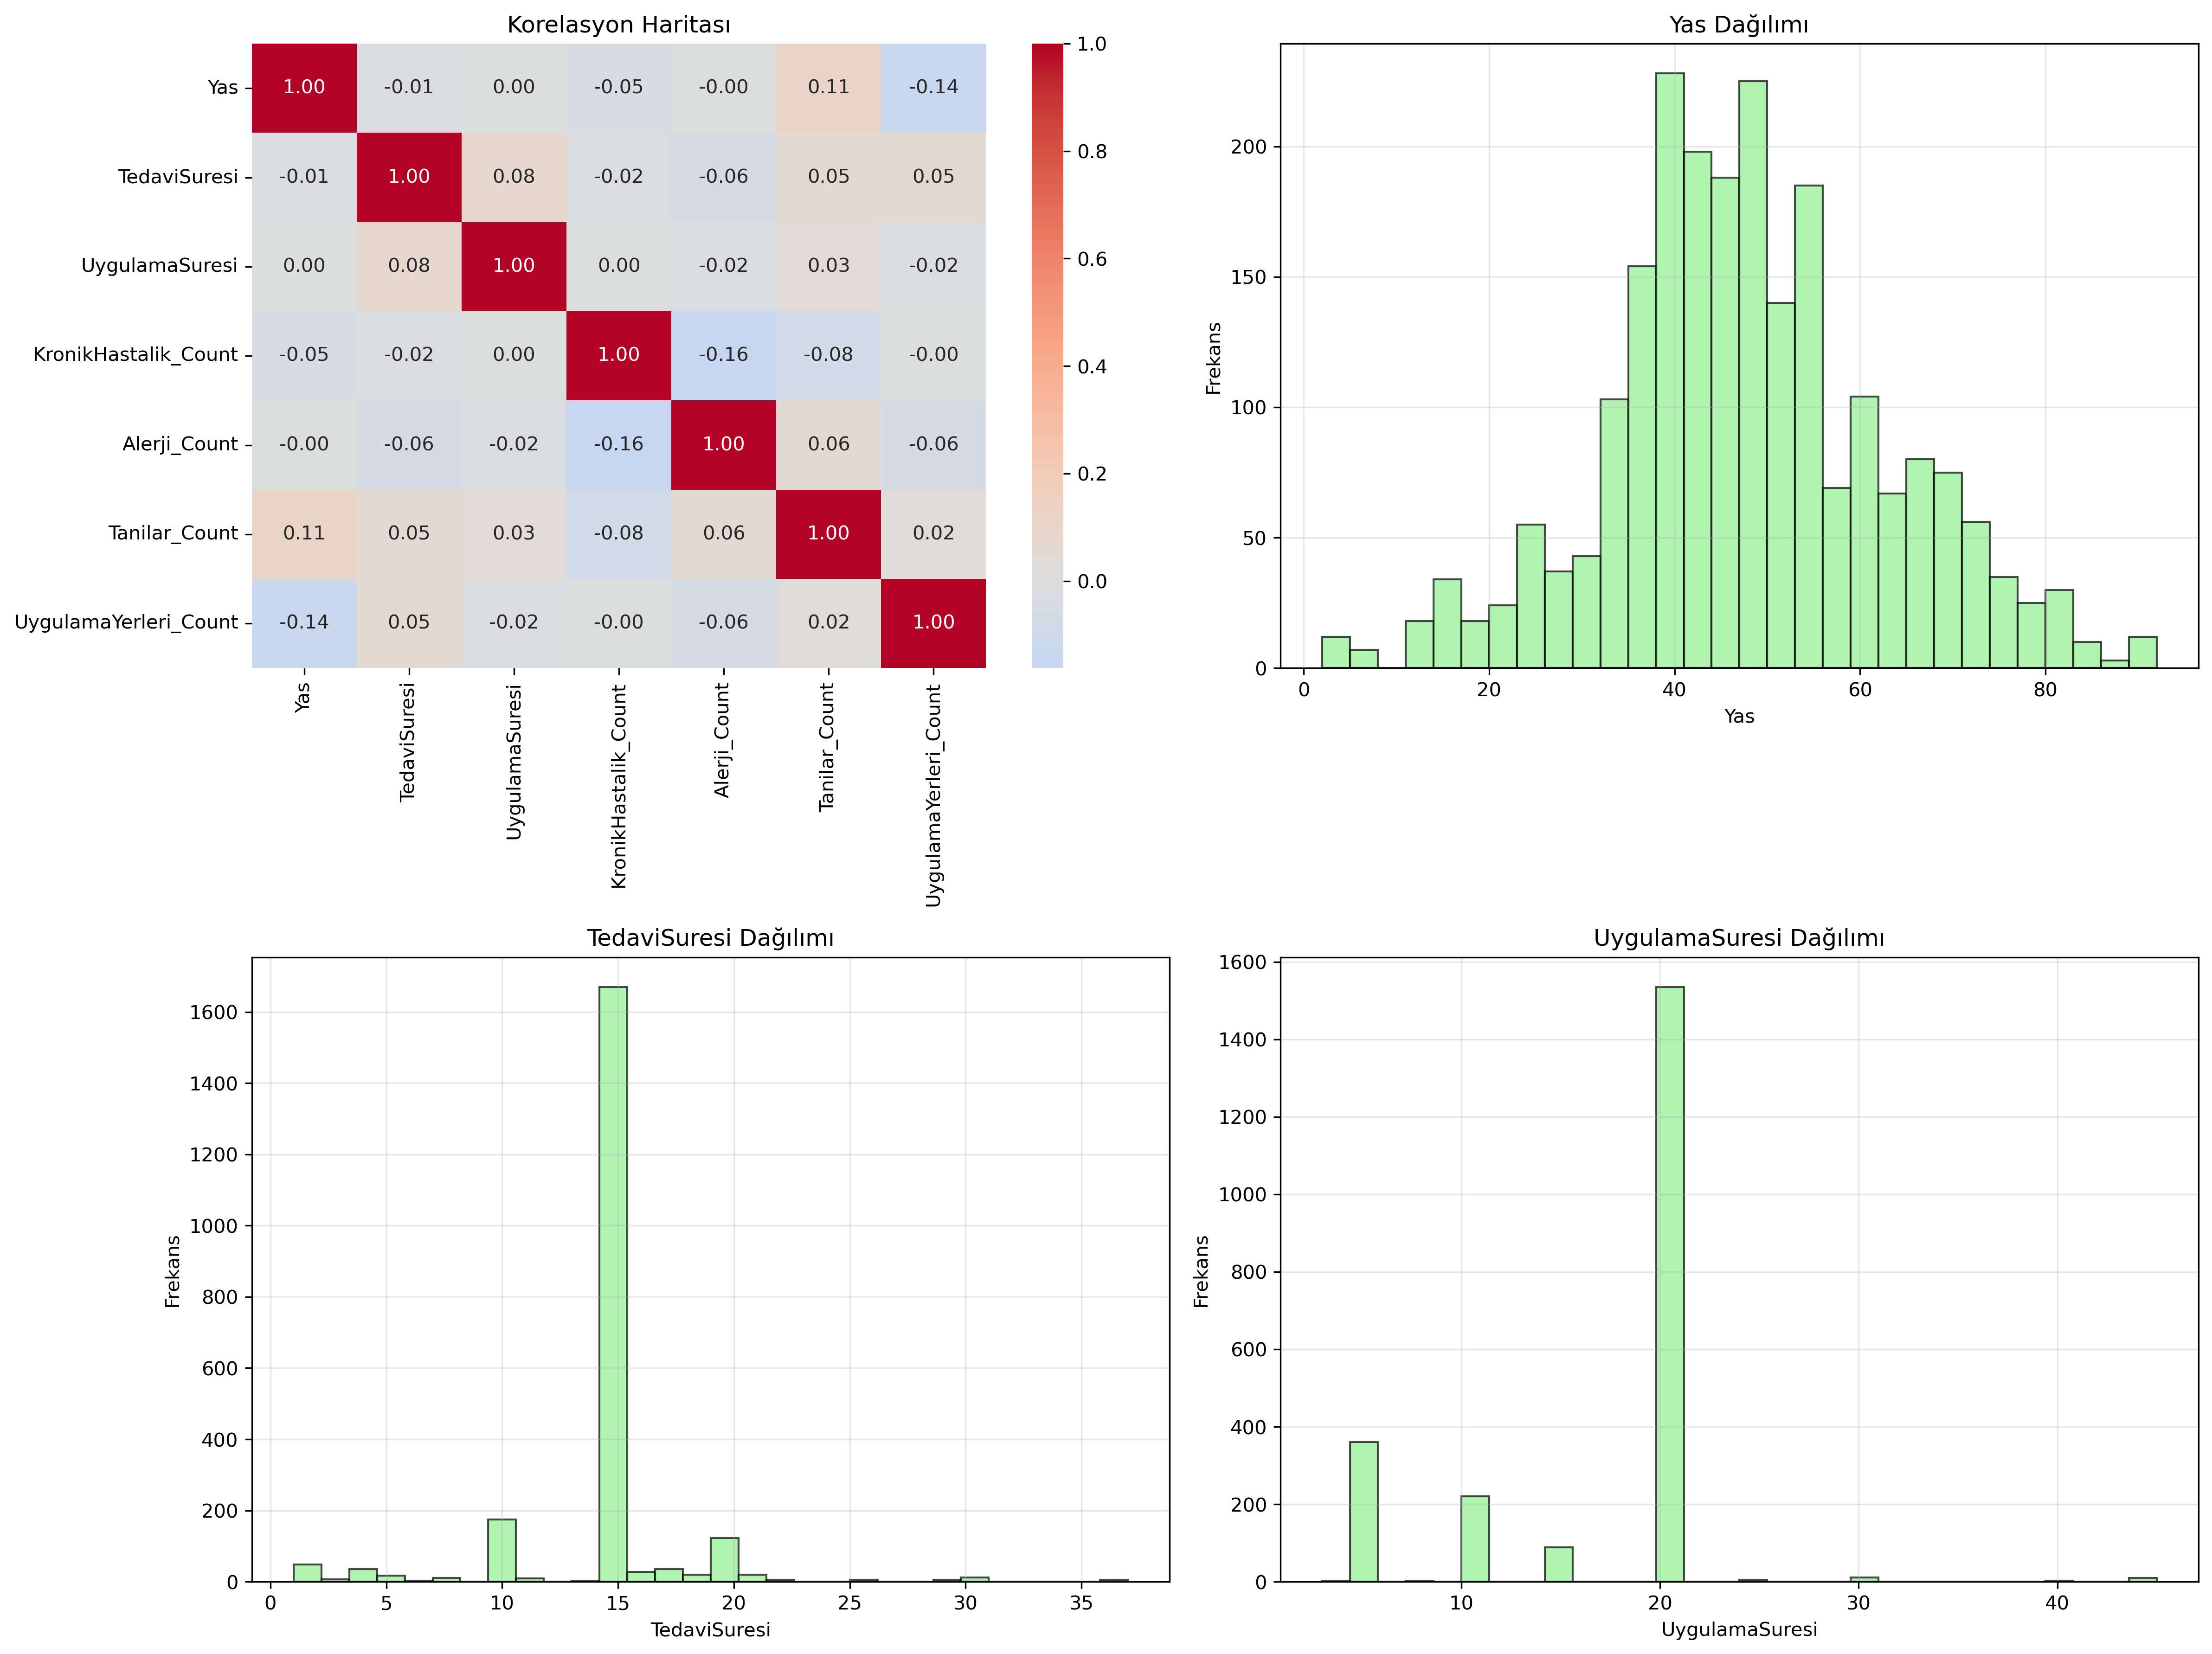 Korelasyon Haritası
Yas 1.00 -0.01 0.00 -0.05 -0.00 0.11 -0.14
TedaviSuresi -0.01 1.00 0.08 -0.02 -0.06 0.05 0.05
UygulamaSuresi 0.00 0.08 1.00 0.00 -0.02 0.03 -0.02
KronikHastalik_Count -0.05 -0.02 0.00 1.00 -0.16 -0.08 -0.00
Alerji_Count -0.00 -0.06 -0.02 -0.16 1.00 0.06 -0.06
Tanilar_Count 0.11 0.05 0.03 -0.08 0.06 1.00 0.02
UygulamaYerleri_Count -0.14 0.05 -0.02 -0.00 -0.06 0.02 1.00
Yas
TedaviSuresi
UygulamaSuresi
KronikHastalik_Count
Alerji_Count
Tanilar_Count
UygulamaYerleri_Count
1.0
0.8
0.6
0.4
0.2
0.0
Yas Dağılımı
Frekans
200
150
100
50
0
0 20 40 60 80
Yas
TedaviSuresi Dağılımı
Frekans
1600
1400
1200
1000
800
600
400
200
0
0 5 10 15 20 25 30 35
TedaviSuresi
UygulamaSuresi Dağılımı
Frekans
1600
1400
1200
1000
800
600
400
200
0
10 20 30 40
UygulamaSuresi